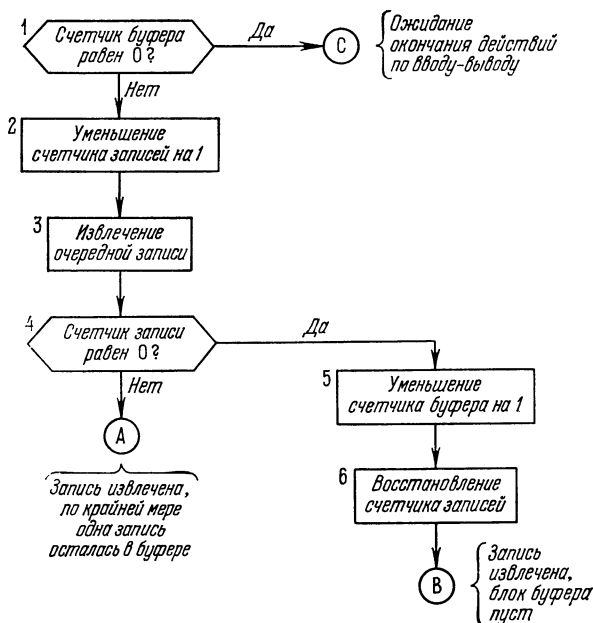 1
Счетчик буфера
равен 0?
Да
C
Ожидание
окончания действий
по вводу-выводу
Нет
2
Уменьшение
счетчика записей на 1
3
Извлечение
очередной записи
4
Счетчик записи
равен 0?
Да
Нет
A
Запись извлечена,
по крайней мере
одна запись
осталась в буфере
5
Уменьшение
счетчика буфера на 1
6
Восстановление
счетчика записей
B
Запись
извлечена,
блок буфера
пуст